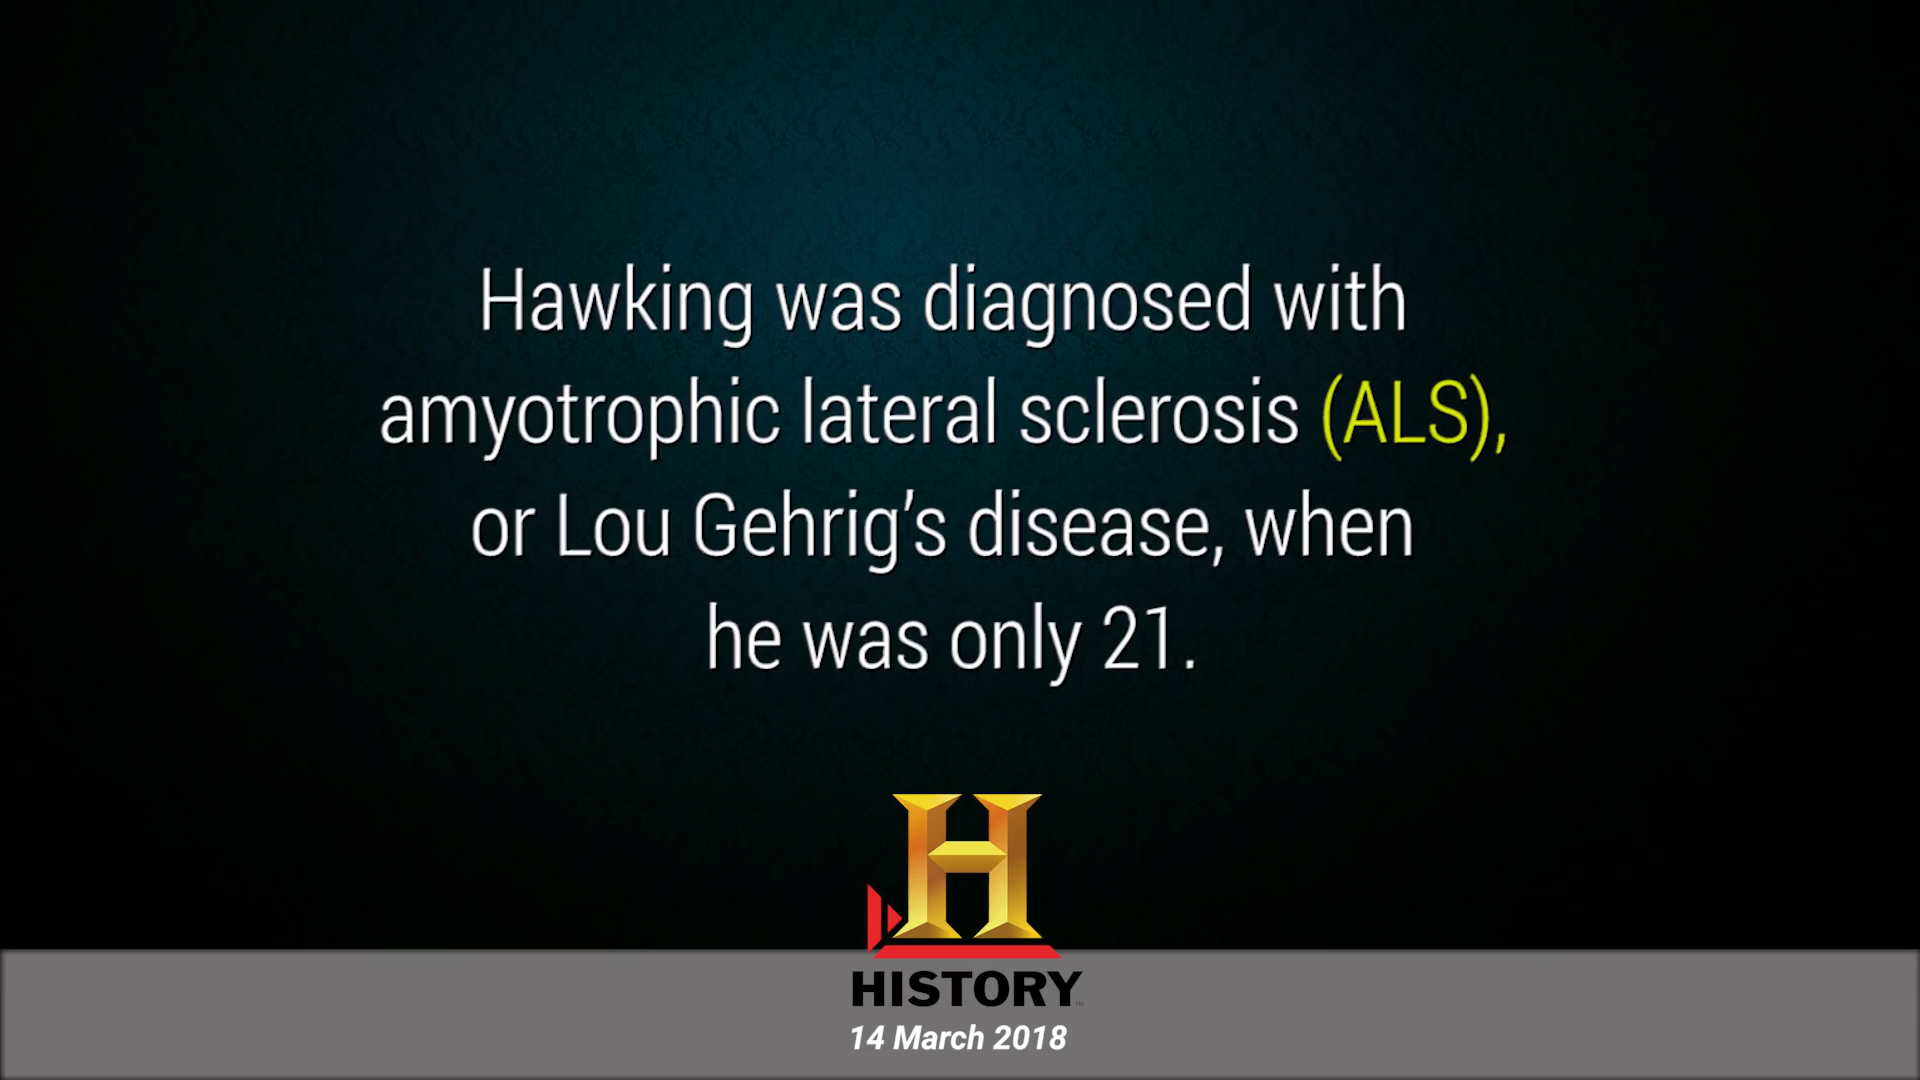 Hawking was diagnosed with
amyotrophic lateral sclerosis (ALS),
or Lou Gehrig’s disease, when
he was only 21.
H
HISTORY
14 March 2018